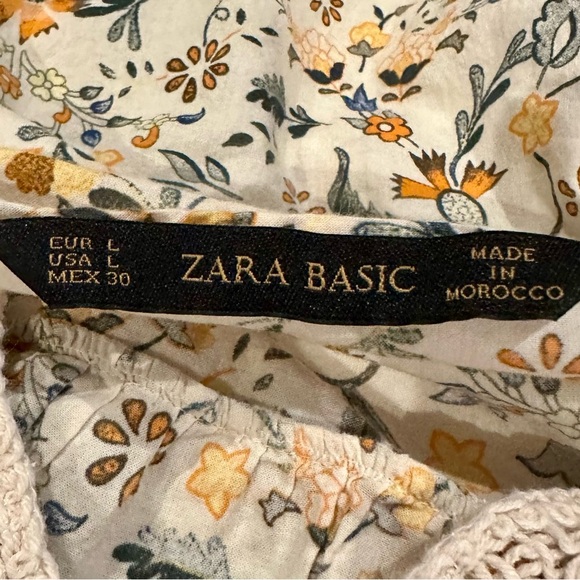 EUR L
USA L
MEX 30
ZARA BASIC
MADE
IN
MOROCCO